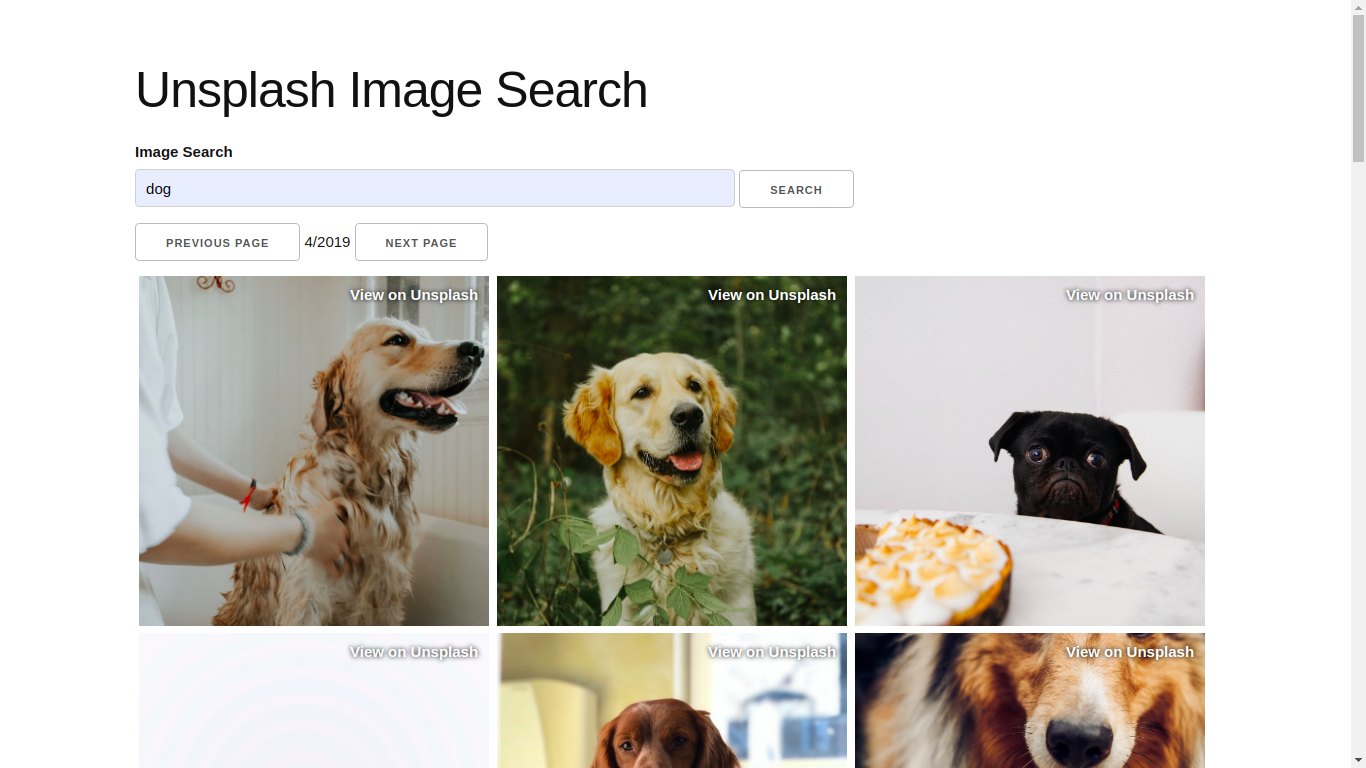 Unsplash Image Search
Image Search
dog
SEARCH
PREVIOUS PAGE
4/2019
NEXT PAGE
View on Unsplash
View on Unsplash
View on Unsplash
View on Unsplash
View on Unsplash
View on Unsplash